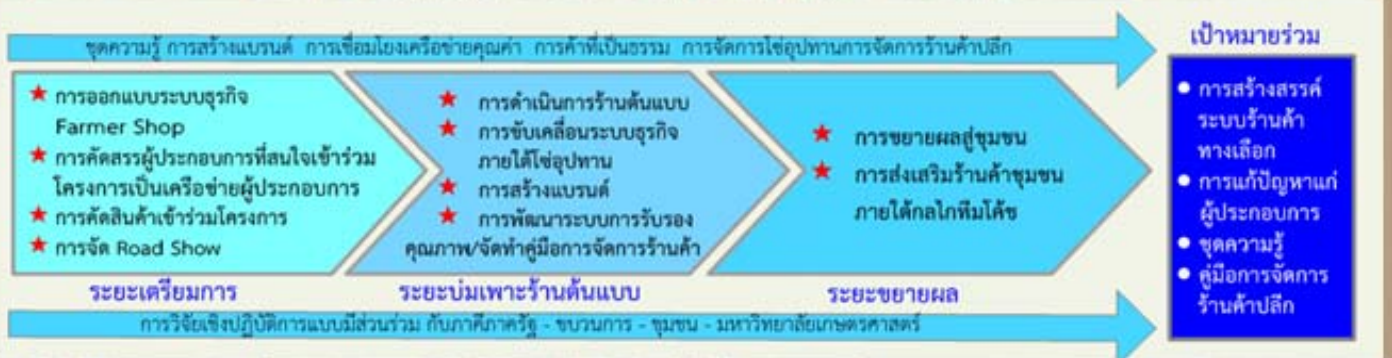 ชุดความรู้ การสร้างแบรนด์ การเชื่อมโยงเครือข่ายคุณค่า การค้าที่เป็นธรรม การจัดการโซ่อุปทานการจัดการร้านค้าปลีก
★ การออกแบบระบบธุรกิจ
Farmer Shop
★ การคัดสรรผู้ประกอบการที่สนใจเข้าร่วม
โครงการเป็นเครือข่ายผู้ประกอบการ
★ การคัดสินค้าเข้าร่วมโครงการ
★ การจัด Road Show
ระยะเตรียมการ
★ การดำเนินการร้านต้นแบบ
★ การขับเคลื่อนระบบธุรกิจ
ภายใต้โซ่อุปทาน
★ การสร้างแบรนด์
★ การพัฒนาระบบการรับรอง
คุณภาพ/จัดทำคู่มือการจัดการร้านค้า
ระยะบ่มเพาะร้านต้นแบบ
★ การขยายผลสู่ชุมชน
★ การส่งเสริมร้านค้าชุมชน
ภายใต้กลไกทีมโค้ช
ระยะขยายผล
เป้าหมายร่วม
● การสร้างสรรค์
ระบบร้านค้า
ทางเลือก
● การแก้ปัญหาแก่
ผู้ประกอบการ
● ชุดความรู้
● คู่มือการจัดการ
ร้านค้าปลีก
การวิจัยเชิงปฏิบัติการแบบมีส่วนร่วม กับภาคีภาครัฐ - ขบวนการ - ชุมชน - มหาวิทยาลัยเกษตรศาสตร์